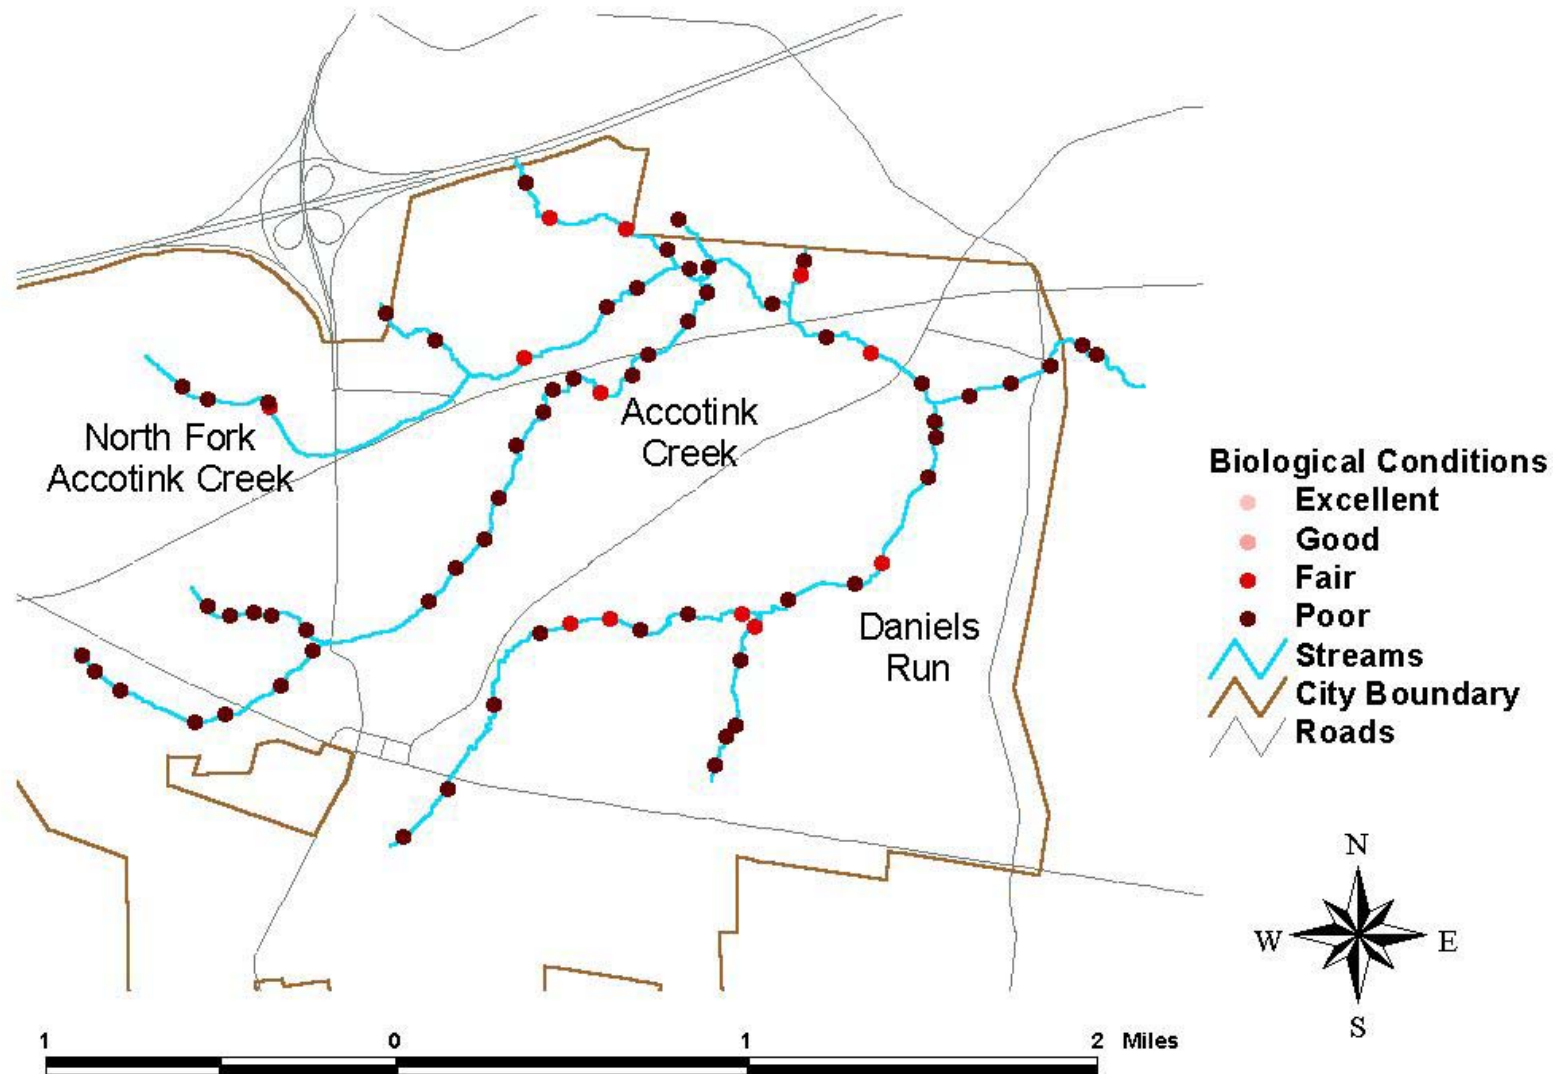 North Fork
Accotink Creek
Accotink
Creek
Daniels
Run
Biological Conditions
Excellent
Good
Fair
Poor
Streams
City Boundary
Roads
N
W E
S
1 0 1 2 Miles